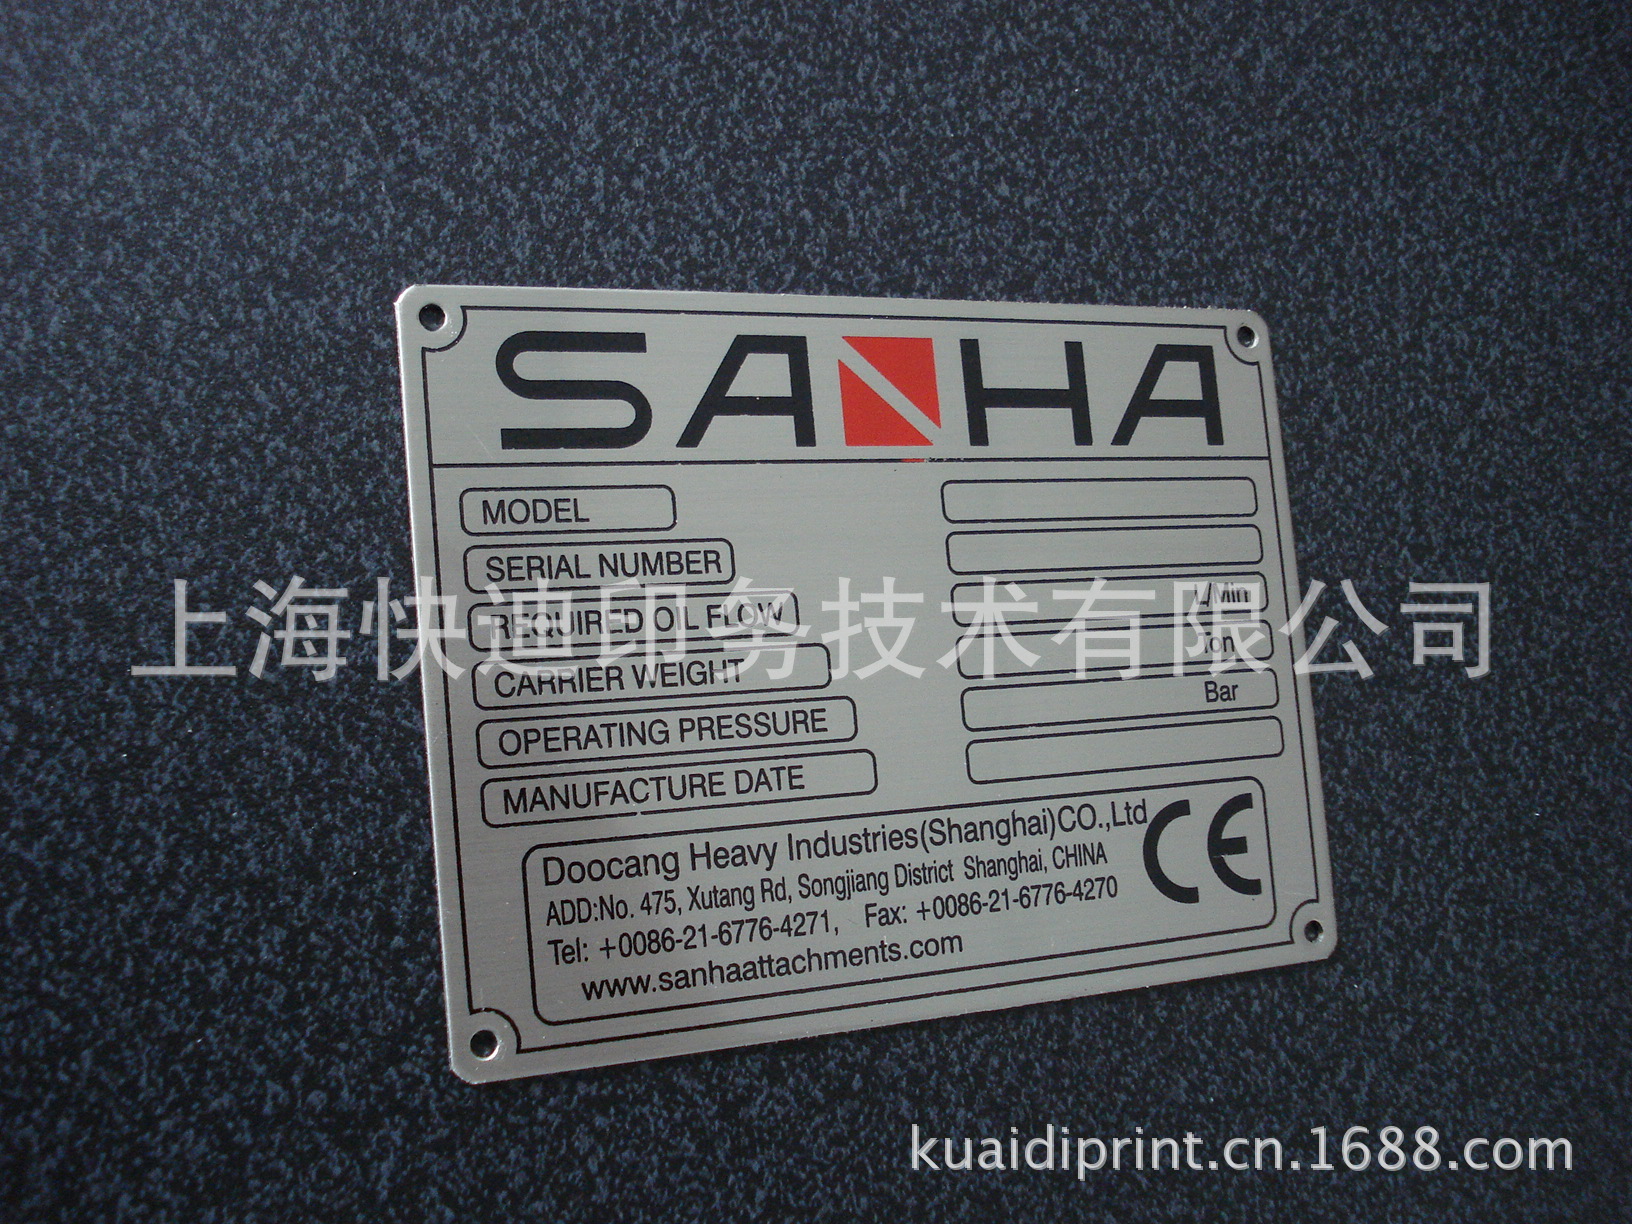 SANHA
MODEL
SERIAL NUMBER
REQUIRED OIL FLOW L/Min
CARRIER WEIGHT Ton
OPERATING PRESSURE Bar
MANUFACTURE DATE
Doocang Heavy Industries(Shanghai)CO.,Ltd
ADD:No. 475, Xutang Rd, Songjiang District Shanghai, CHINA
Tel: +0086-21-6776-4271, Fax: +0086-21-6776-4270
www.sanhaattachments.com
CE
上海快迪印务技术有限公司
kuaidiprint.cn.1688.com